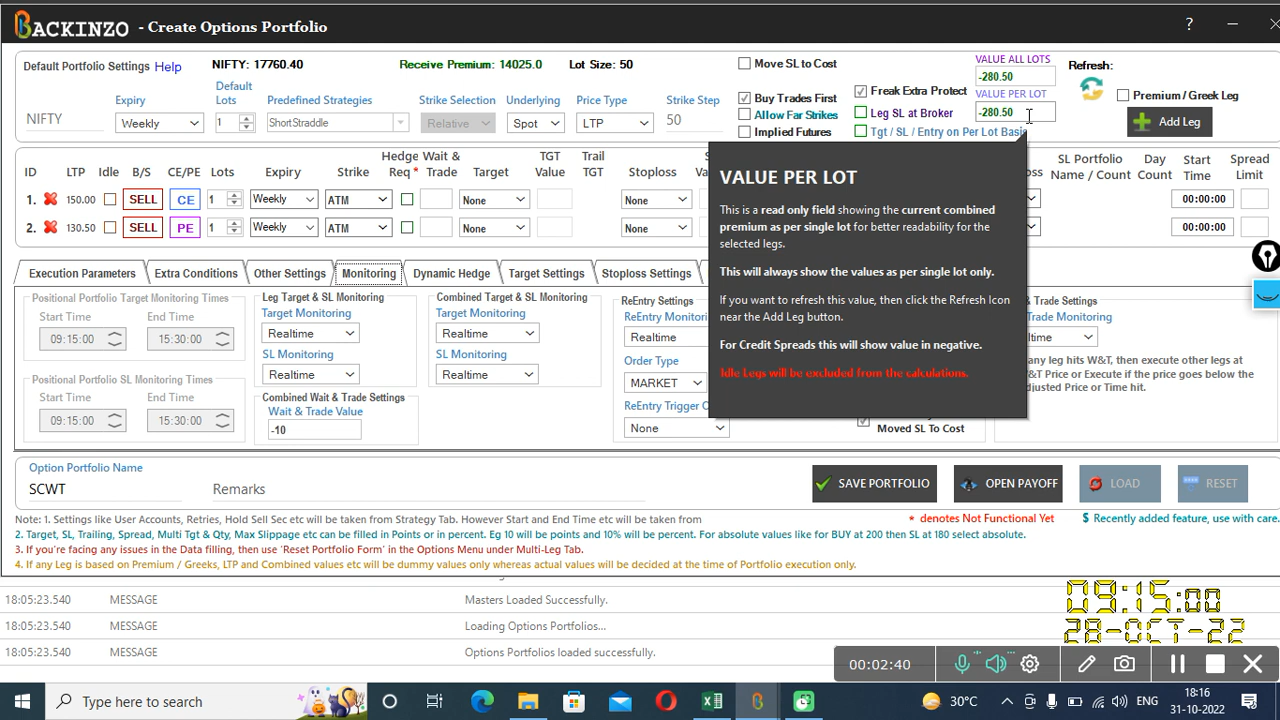 BACKINZO - Create Options Portfolio
?
Default Portfolio Settings Help
NIFTY: 17760.40
Receive Premium: 14025.0
Lot Size: 50
Move SL to Cost
VALUE ALL LOTS
-280.50
Refresh:
NIFTY
Expiry
Weekly
Default
Lots
1
Predefined Strategies
ShortStraddle
Strike Selection
Relative
Underlying
Spot
Price Type
LTP
Strike Step
50
Buy Trades First
Allow Far Strikes
Implied Futures
Freak Extra Protect
Leg SL at Broker
Tgt / SL / Entry on Per Lot Basis
VALUE PER LOT
-280.50
Premium / Greek Leg
Add Leg
ID LTP Idle B/S CE/PE Lots Expiry Strike Hedge Req * Wait & Trade Target TGT Value Trail TGT Stoploss
SL Portfolio Name / Count Day Count Start Time Spread Limit
1. 150.00 SELL CE 1 Weekly ATM None None 00:00:00
2. 130.50 SELL PE 1 Weekly ATM None None 00:00:00
VALUE PER LOT
This is a read only field showing the current combined
premium as per single lot for better readability for the
selected legs.
This will always show the values as per single lot only.
If you want to refresh this value, then click the Refresh Icon
near the Add Leg button.
For Credit Spreads this will show value in negative.
Idle Legs will be excluded from the calculations.
Execution Parameters Extra Conditions Other Settings Monitoring Dynamic Hedge Target Settings Stoploss Settings
Positional Portfolio Target Monitoring Times
Start Time End Time
09:15:00 15:30:00
Positional Portfolio SL Monitoring Times
Start Time End Time
09:15:00 15:30:00
Leg Target & SL Monitoring
Target Monitoring
Realtime
SL Monitoring
Realtime
Combined Wait & Trade Settings
Wait & Trade Value
-10
Combined Target & SL Monitoring
Target Monitoring
Realtime
SL Monitoring
Realtime
ReEntry Settings
Realtime
Order Type
MARKET
None
Moved SL To Cost
& Trade Settings
Monitoring
any leg hits W&T, then execute other legs at
W&T Price or Execute if the price goes below the
Price or Time hit.
Option Portfolio Name
SCWT
Remarks
SAVE PORTFOLIO
OPEN PAYOFF
LOAD
RESET
Note: 1. Settings like User Accounts, Retries, Hold Sell Sec etc will be taken from Strategy Tab. However Start and End Time etc will be taken from
* denotes Not Functional Yet
$ Recently added feature, use with care.
2. Target, SL, Trailing, Spread, Multi Tgt & Qty, Max Slippage etc can be filled in Points or in percent. Eg 10 will be points and 10% will be percent. For absolute values like for BUY at 200 then SL at 180 select absolute.
3. If you're facing any issues in the Data filling, then use 'Reset Portfolio Form' in the Options Menu under Multi-Leg Tab.
4. If any Leg is based on Premium / Greeks, LTP and Combined values etc will be dummy values only whereas actual values will be decided at the time of Portfolio execution only.
18:05:23.540 MESSAGE Masters Loaded Successfully.
18:05:23.540 MESSAGE Loading Options Portfolios...
18:05:23.540 MESSAGE Options Portfolios loaded successfully.
09:15:00
28-OCT-22
00:02:40
Type here to search
30°C
ENG
18:16
31-10-2022